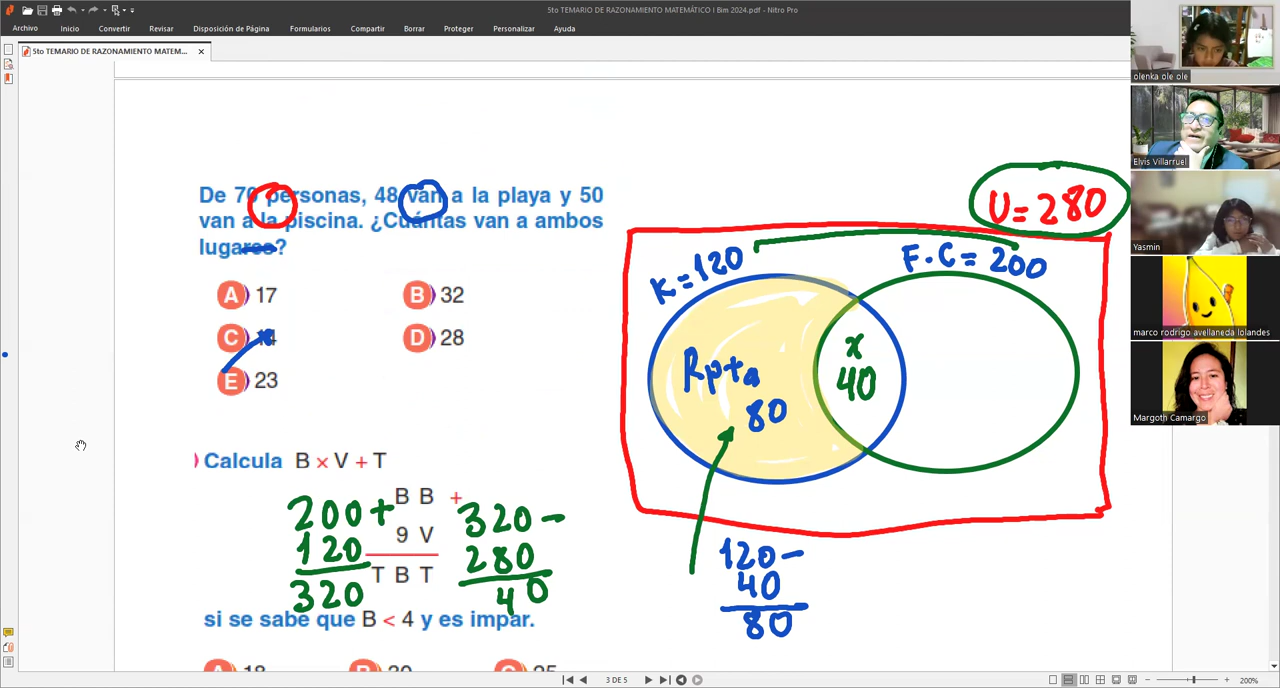 5to TEMARIO DE RAZONAMIENTO MATEMÁTICO I Bim 2024.pdf - Nitro Pro
Archivo Inicio Convertir Revisar Disposición de Página Formularios Compartir Borrar Proteger Personalizar Ayuda
5to TEMARIO DE RAZONAMIENTO MATEM...
De 70 personas, 48 van a la playa y 50
van a la piscina. ¿Cuántas van a ambos
lugares?
A) 17
B) 32
C) 14
D) 28
E) 23
) Calcula B × V + T
B B +
9 V
T B T
si se sabe que B < 4 y es impar.
A) 18
B) 20
C) 25
200+
120
320
320-
280
40
U=280
K=120
F.C=200
Rpta
80
x
40
120-
40
80
olenka ole ole
Elvis Villarruel
Yasmin
marco rodrigo avellaneda lolandes
Margoth Camargo
3 DE 5
200%